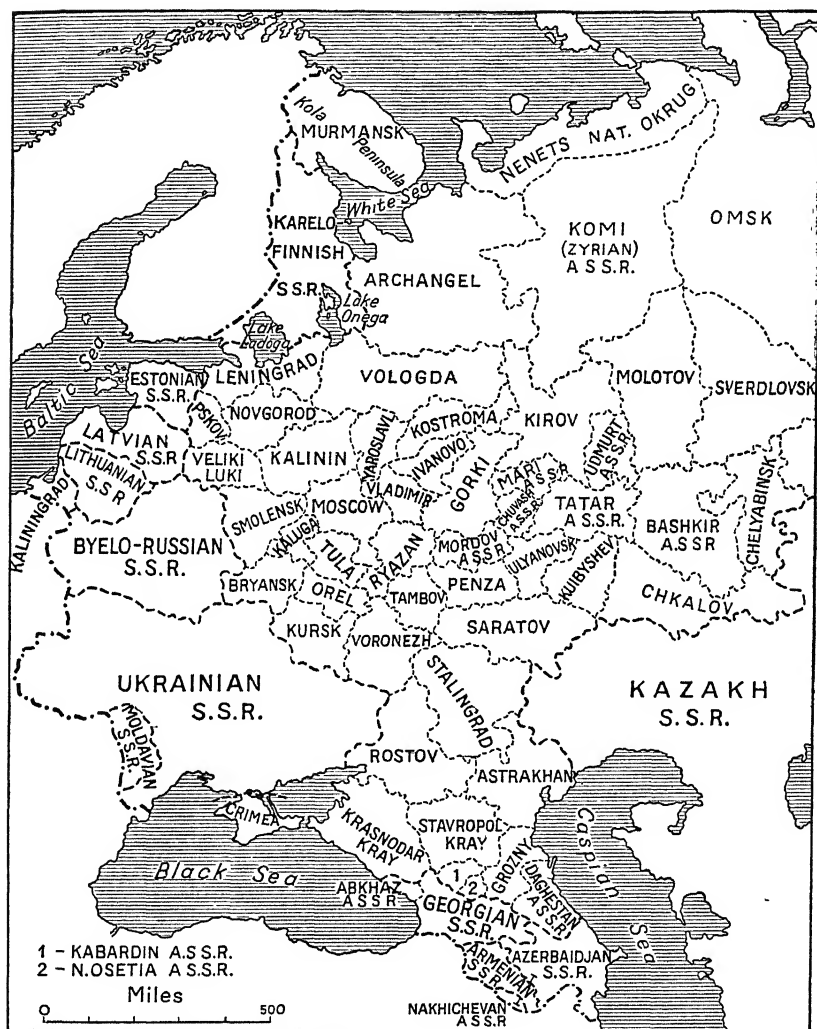 Kola
MURMANSK
Peninsula
NENETS NAT. OKRUG
White Sea
KARELO
FINNISH
S.S.R.
KOMI
(ZYRIAN)
A S S.R.
OMSK
ARCHANGEL
Lake
Onega
Lake
Ladoga
Baltic Sea
ESTONIAN
S.S.R.
LENINGRAD
VOLOGDA
MOLOTOV
SVERDLOVSK
PSKOV
NOVGOROD
YAROSLAVL
KOSTROMA
KIROV
UDMURT
A S S R.
LATVIAN
S.S.R
LITHUANIAN
S S R
VELIKI
LUKI
KALININ
IVANOVO
GORKI
MARI
A S S R
CHUVASH
A S S R.
TATAR
A S S.R.
BASHKIR
A.S S R
CHELYABINSK
KALININGRAD
SMOLENSK
MOSCOW
VLADIMIR
BYELO-RUSSIAN
S.S.R.
KALUGA
TULA
RYAZAN
MORDOV
A S S R
ULYANOVSK
KUIBYSHEV
BRYANSK
OREL
TAMBOV
PENZA
CHKALOV
KURSK
VORONEZH
SARATOV
UKRAINIAN
S.S.R.
STALINGRAD
KAZAKH
S.S.R.
MOLDAVIAN
S.S.R.
ROSTOV
ASTRAKHAN
CRIMEA
KRASNODAR
KRAY
STAVROPOL
KRAY
Caspian Sea
Black Sea
1
2
GROZNY
DAGHESTAN
A S S R.
ABKHAZ
A S S R
GEORGIAN
S.S.R
ARMENIAN
S S R.
AZERBAIDJAN
S.S.R.
NAKHICHEVAN
A S S R
1 – KABARDIN A.S S.R.
2 – N.OSETIA A S S.R.
Miles
0 500